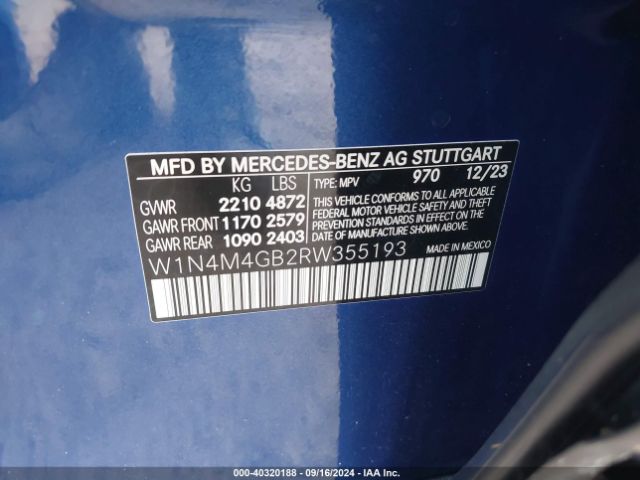 MFD BY MERCEDES-BENZ AG STUTTGART
KG LBS TYPE: MPV 970 12/23
GVWR 2210 4872
GAWR FRONT 1170 2579
GAWR REAR 1090 2403
THIS VEHICLE CONFORMS TO ALL APPLICABLE
FEDERAL MOTOR VEHICLE SAFETY AND
THEFT PREVENTION STANDARDS IN EFFECT
ON THE DATE OF MANUFACTURE SHOWN ABOVE.
W1N4M4GB2RW355193 MADE IN MEXICO
000-40320188 - 09/16/2024 - IAA Inc.